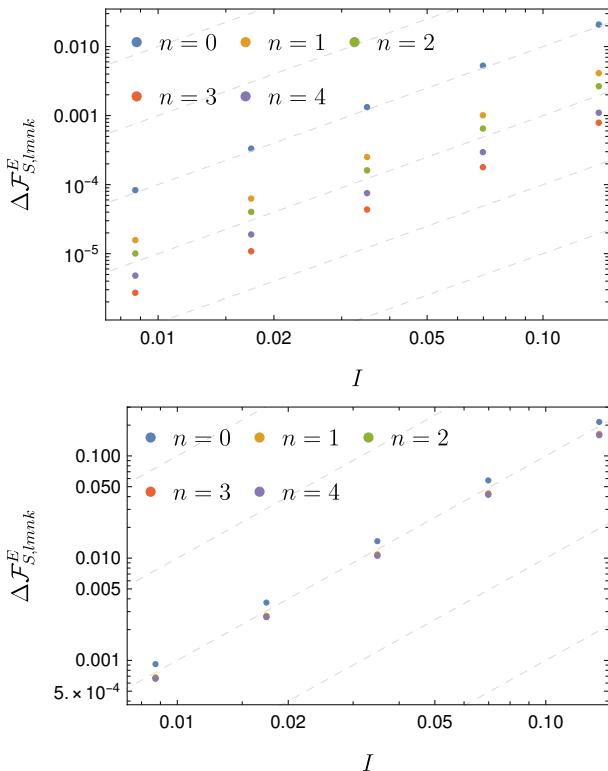 0.010
n = 0 n = 1 n = 2
0.001
n = 3 n = 4
10⁻⁴
10⁻⁵
ΔF^E_{S,lmnk}
0.01 0.02 0.05 0.10
I
0.100
n = 0 n = 1 n = 2
0.050
n = 3 n = 4
0.010
0.005
0.001
5.×10⁻⁴
ΔF^E_{S,lmnk}
0.01 0.02 0.05 0.10
I